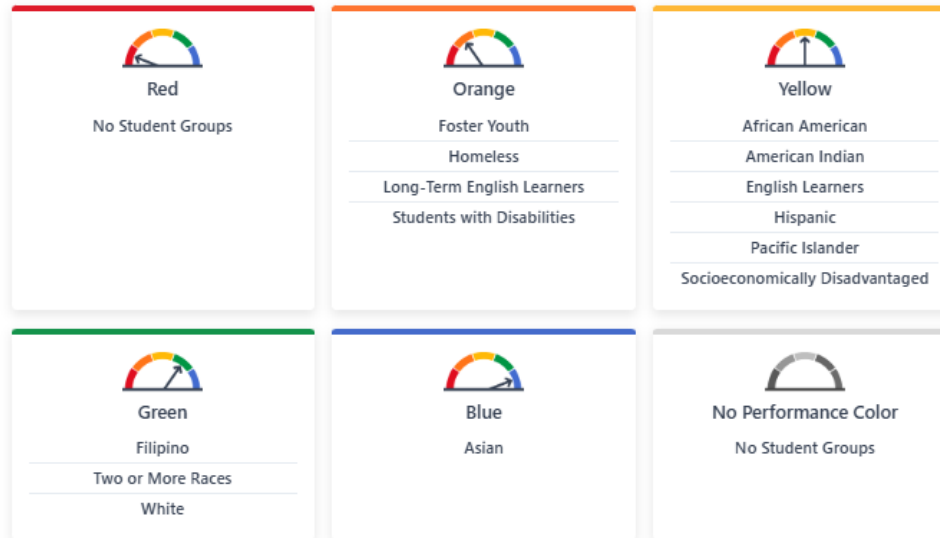 Red
No Student Groups
Orange
Foster Youth
Homeless
Long-Term English Learners
Students with Disabilities
Yellow
African American
American Indian
English Learners
Hispanic
Pacific Islander
Socioeconomically Disadvantaged
Green
Filipino
Two or More Races
White
Blue
Asian
No Performance Color
No Student Groups